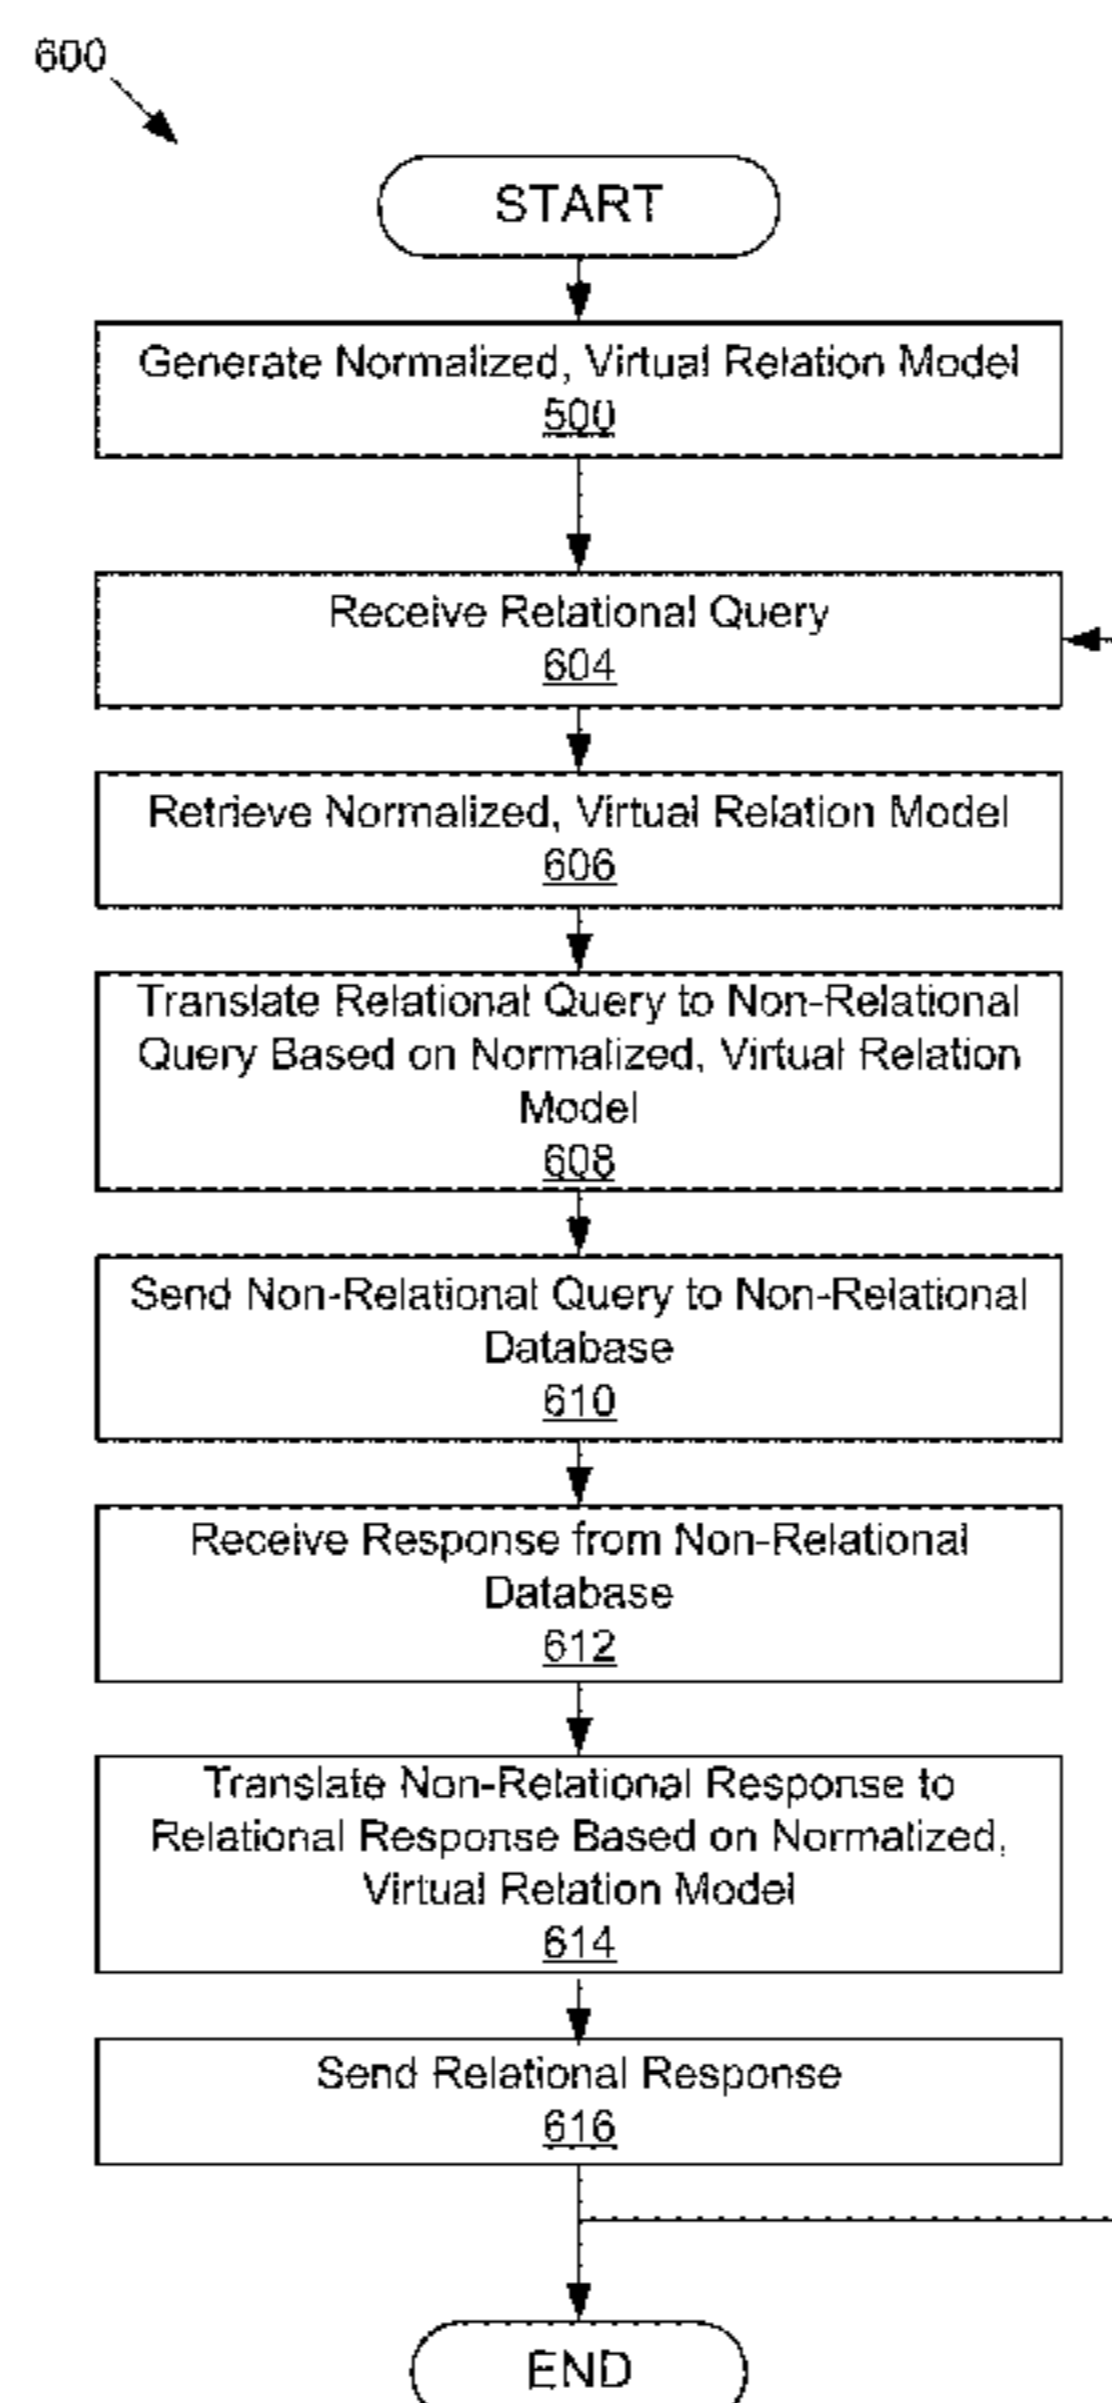 600
START
Generate Normalized, Virtual Relation Model
500
Receive Relational Query
604
Retrieve Normalized, Virtual Relation Model
606
Translate Relational Query to Non-Relational
Query Based on Normalized, Virtual Relation
Model
608
Send Non-Relational Query to Non-Relational
Database
610
Receive Response from Non-Relational
Database
612
Translate Non-Relational Response to
Relational Response Based on Normalized,
Virtual Relation Model
614
Send Relational Response
616
END